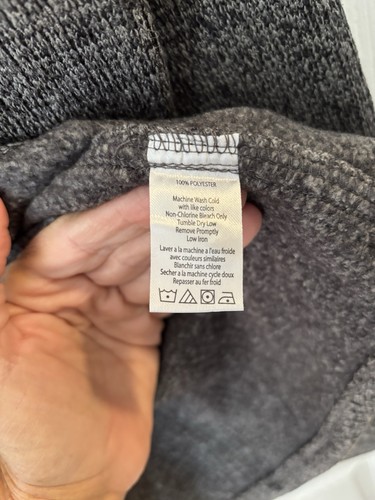 100% POLYESTER
Machine Wash Cold
with like colors
Non-Chlorine Bleach Only
Tumble Dry Low
Remove Promptly
Low Iron
Laver a la machine a l'eau froide
avec couleurs similaires
Blanchir sans chlore
Secher a la machine cycle doux
Repasser au fer froid